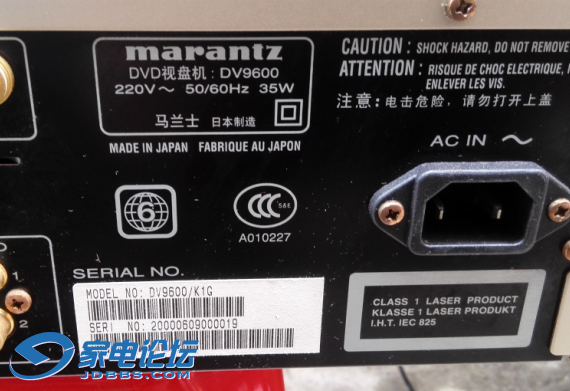 marantz
DVD视盘机：DV9600
220V～ 50/60Hz 35W
马兰士 日本制造
MADE IN JAPAN FABRIQUE AU JAPON
CAUTION : SHOCK HAZARD, DO NOT REMOVE
ATTENTION : RISQUE DE CHOC ELECTRIQUE,
ENLEVER LES VIS.
注意：电击危险，请勿打开上盖
AC IN ～
6
CCC S&E
A010227
1
2
SERIAL NO.
MODEL NO: DV9600/K1G
SERI NO: 20000609000019
CLASS 1 LASER PRODUCT
KLASSE 1 LASER PRODUKT
I.H.T. IEC 825
家电论坛
JDBBS.COM